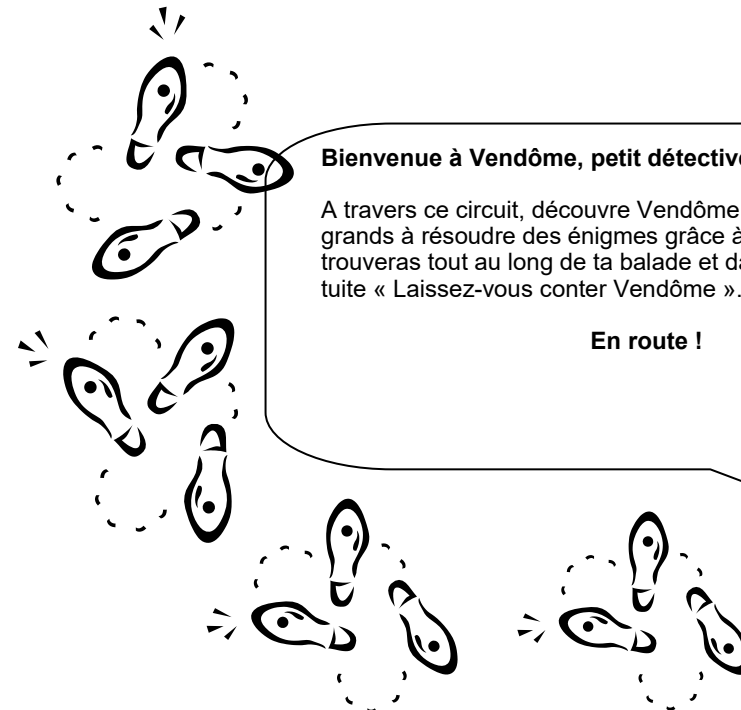 Bienvenue à Vendôme, petit détective
A travers ce circuit, découvre Vendôme
grands à résoudre des énigmes grâce à
trouveras tout au long de ta balade et da
tuite « Laissez-vous conter Vendôme ».
En route !